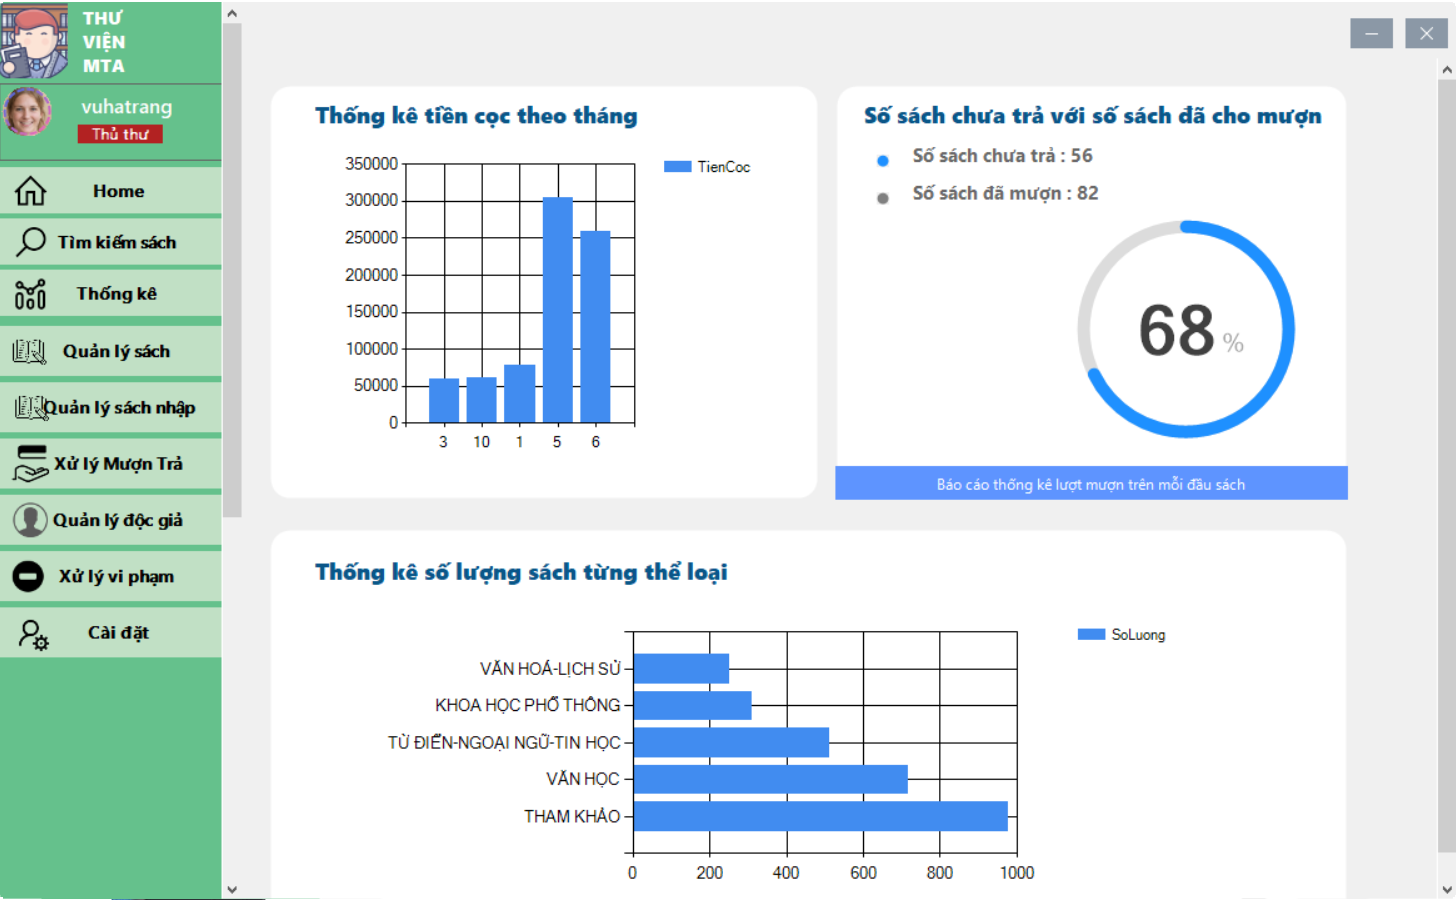 THƯ
VIỆN
MTA
vuhatrang
Thủ thư
Home
Tìm kiếm sách
Thống kê
Quản lý sách
Quản lý sách nhập
Xử lý Mượn Trả
Quản lý độc giả
Xử lý vi phạm
Cài đặt
Thống kê tiền cọc theo tháng
350000
300000
250000
200000
150000
100000
50000
0
3 10 1 5 6
TienCoc
Số sách chưa trả với số sách đã cho mượn
Số sách chưa trả : 56
Số sách đã mượn : 82
68 %
Báo cáo thống kê lượt mượn trên mỗi đầu sách
Thống kê số lượng sách từng thể loại
SoLuong
VĂN HOÁ-LỊCH SỬ
KHOA HỌC PHỔ THÔNG
TỪ ĐIỂN-NGOẠI NGỮ-TIN HỌC
VĂN HỌC
THAM KHẢO
0 200 400 600 800 1000